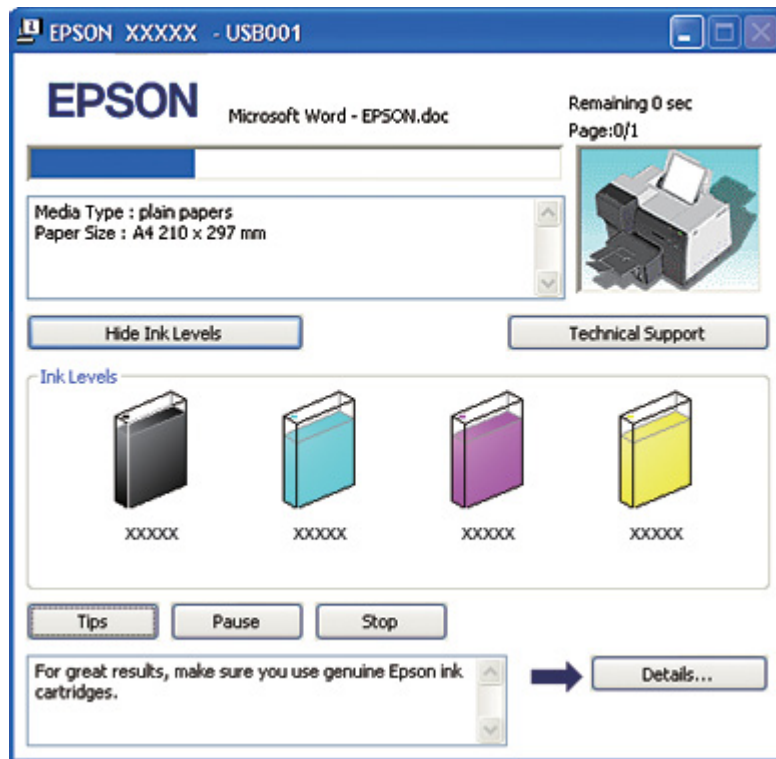 EPSON XXXXX - USB001
EPSON
Microsoft Word - EPSON.doc
Remaining 0 sec
Page:0/1
Media Type : plain papers
Paper Size : A4 210 x 297 mm
Hide Ink Levels
Technical Support
Ink Levels
XXXXX
XXXXX
XXXXX
XXXXX
Tips
Pause
Stop
For great results, make sure you use genuine Epson ink
cartridges.
Details...